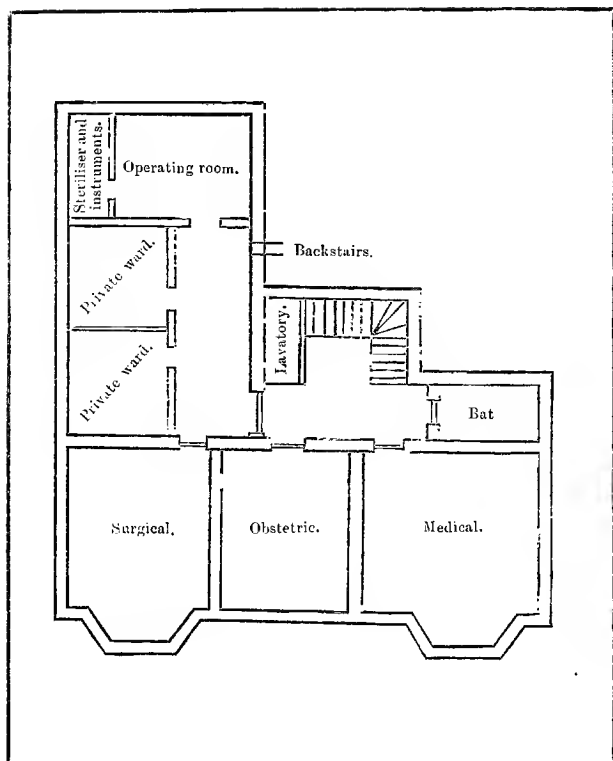 Steriliser and
instruments.
Operating room.
Private ward.
Backstairs.
Lavatory.
Private ward.
Bat
Surgical.
Obstetric.
Medical.